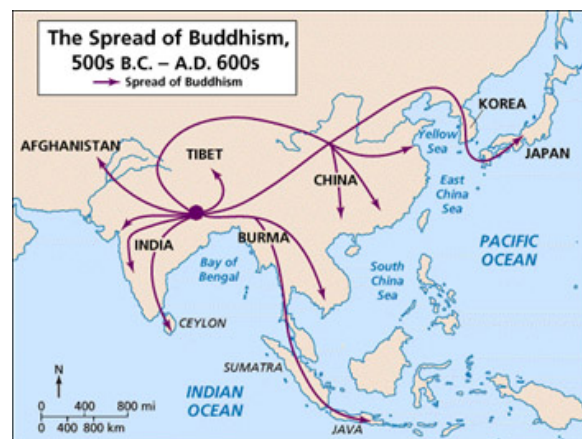 The Spread of Buddhism,
500s B.C. – A.D. 600s
Spread of Buddhism
KOREA
AFGHANISTAN
TIBET
Yellow
Sea
JAPAN
CHINA
East
China
Sea
INDIA
BURMA
PACIFIC
OCEAN
Bay of
Bengal
South
China
Sea
CEYLON
SUMATRA
N
INDIAN
OCEAN
0 400 800 mi
0 400 800 km
JAVA